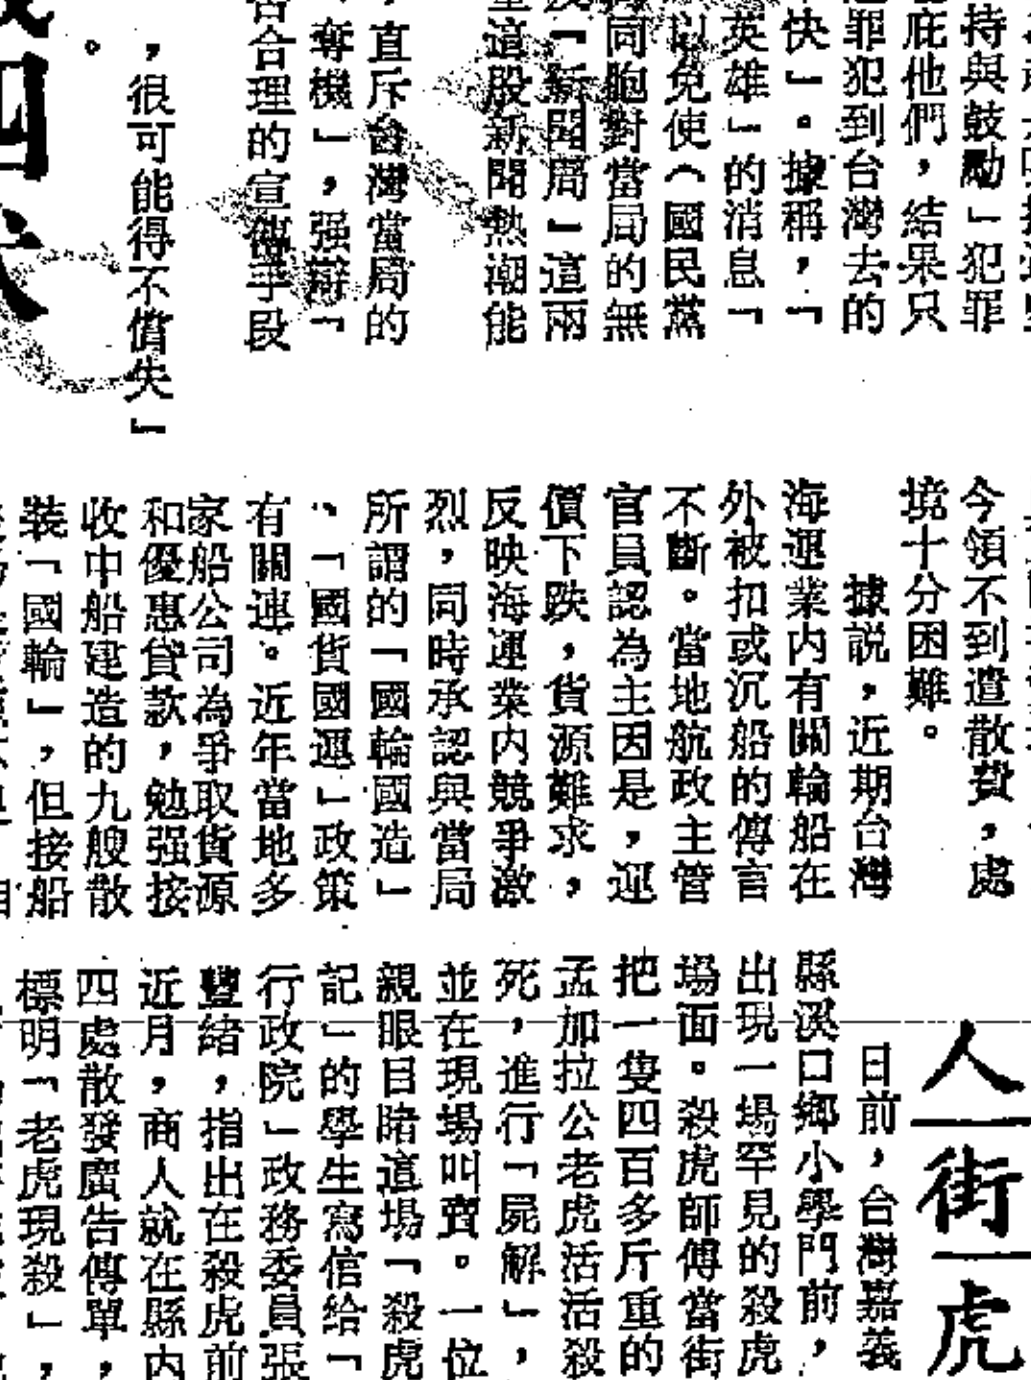 持與鼓勵」犯罪
庇他們，結果只
罪犯到台灣去的
快」。據稱，「
英雄」的消息「
以免使（國民黨
同胞對當局的無
「新聞局」這兩
這股新聞熱潮能
，直斥台灣當局的
奪機」，强辯「
合理的宣傳手段
，很可能得不償失」
。
四
今領不到遣散費，處
境十分困難。
據説，近期台灣
海運業内有關輪船在
外被扣或沉船的傳言
不斷。當地航政主管
官員認為主因是，運
價下跌，貨源難求，
反映海運業内競爭激
烈，同時承認與當局
所謂的「國輪國造」
、「國貨國運」政策
有關連。近年當地多
家船公司為爭取貨源
和優惠貸款，勉强接
收中船建造的九艘散
裝「國輪」，但接船
人街虎
日前，台灣嘉義
縣溪口鄉小學門前，
出現一場罕見的殺虎
場面。殺虎師傅當街
把一隻四百多斤重的
孟加拉公老虎活活殺
死，進行「屍解」，
並在現場叫賣。一位
親眼目睹這場「殺虎
記」的學生寫信給「
行政院」政務委員張
豐緒，指出在殺虎前
近月，商人就在縣内
四處散發廣告傳單，
標明「老虎現殺」，